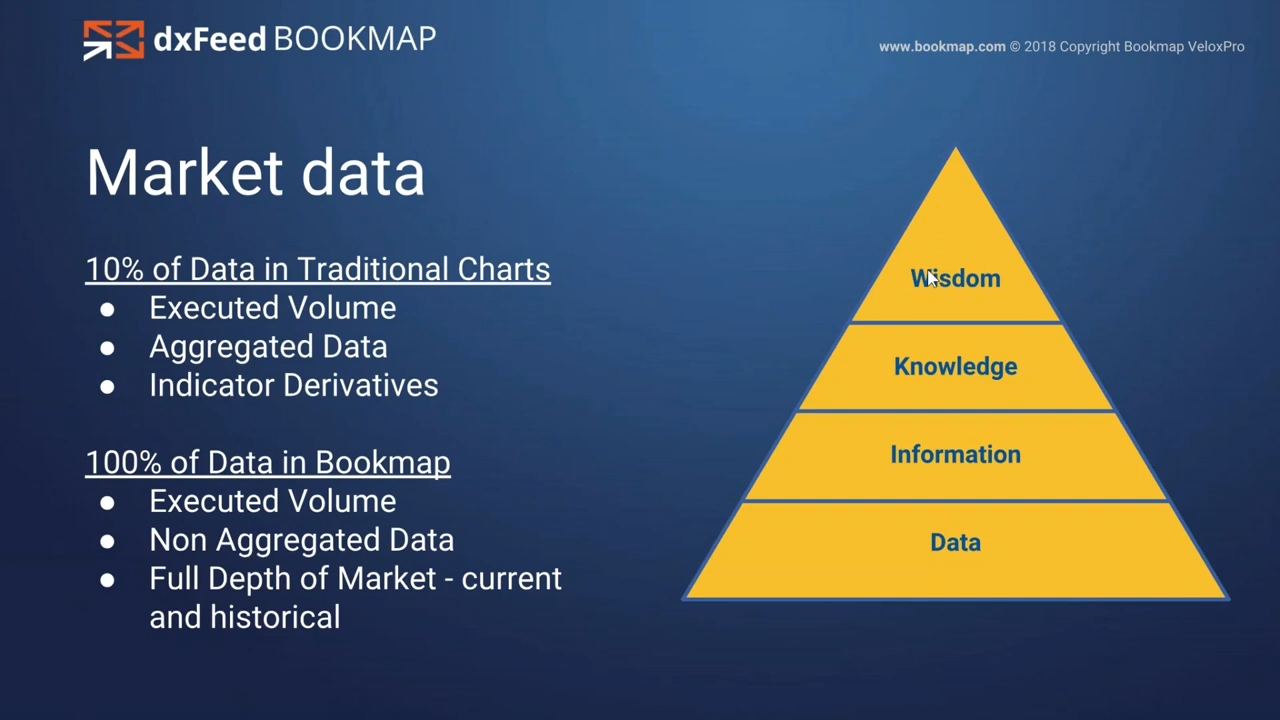 dxFeed BOOKMAP
www.bookmap.com © 2018 Copyright Bookmap VeloxPro
Market data
10% of Data in Traditional Charts
● Executed Volume
● Aggregated Data
● Indicator Derivatives
100% of Data in Bookmap
● Executed Volume
● Non Aggregated Data
● Full Depth of Market - current
and historical
Wisdom
Knowledge
Information
Data